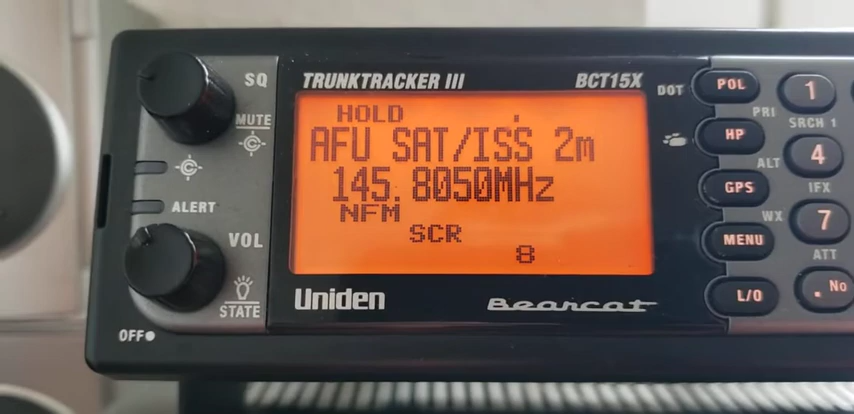 SQ
MUTE
ALERT
VOL
STATE
OFF
TRUNKTRACKER III BCT15X
HOLD
AFU SAT/ISS 2m
145.8050MHz
NFM
SCR
8
Uniden Bearcat
DOT POL 1
PRI SRCH 1
HP 4
ALT IFX
GPS
WX 7
MENU ATT
L/O . No